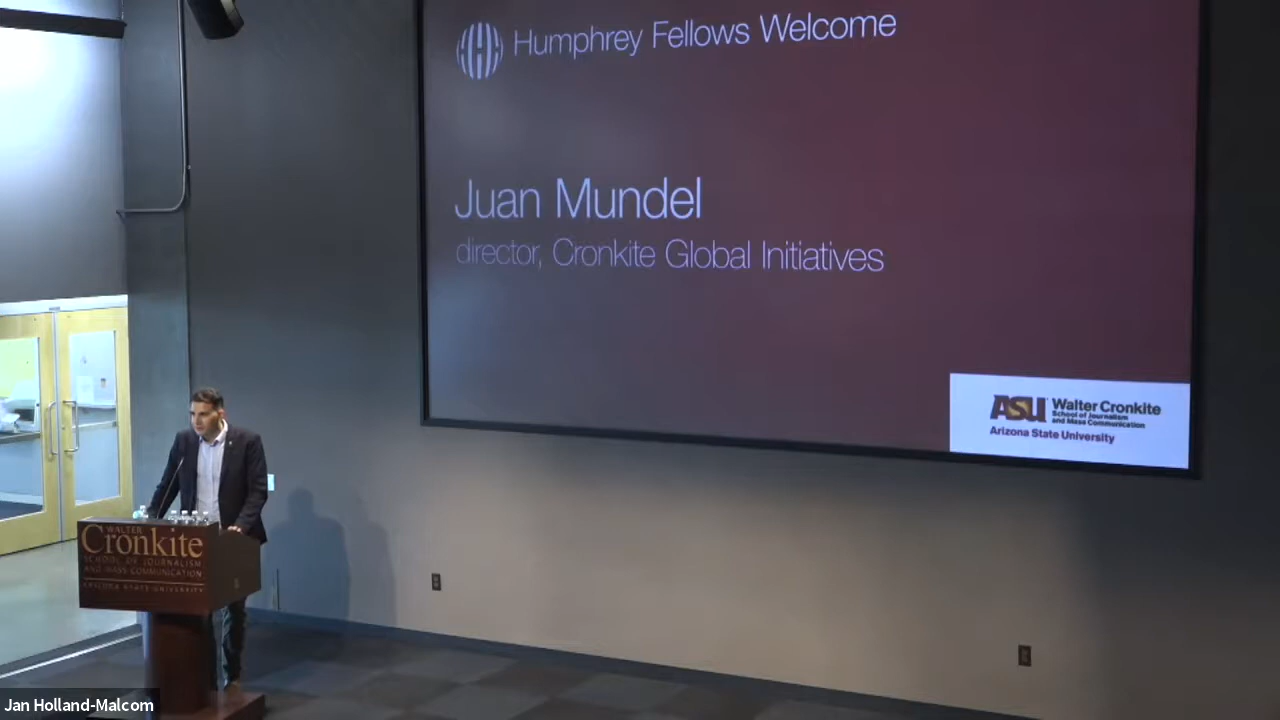 Humphrey Fellows Welcome
Juan Mundel
director, Cronkite Global Initiatives
ASU Walter Cronkite
School of Journalism
and Mass Communication
Arizona State University
WALTER
Cronkite
SCHOOL OF JOURNALISM
AND MASS COMMUNICATION
ARIZONA STATE UNIVERSITY
Jan Holland-Malcom